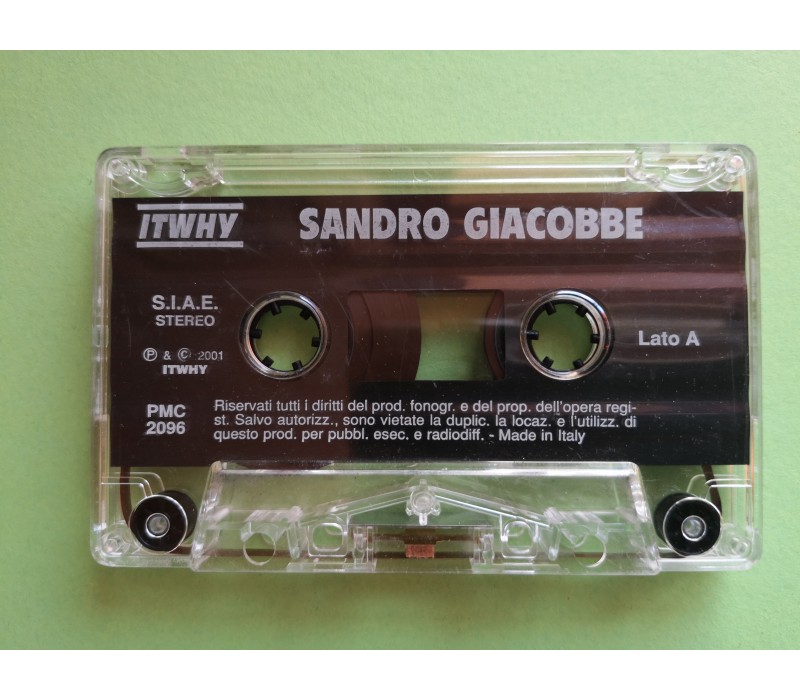 ITWHY
SANDRO GIACOBBE
S.I.A.E.
STEREO
Ⓟ & © 2001
ITWHY
Lato A
PMC
2096
Riservati tutti i diritti del prod. fonogr. e del prop. dell'opera regi-
st. Salvo autorizz., sono vietate la duplic. la locaz. e l'utilizz. di
questo prod. per pubbl. esec. e radiodiff. - Made in Italy